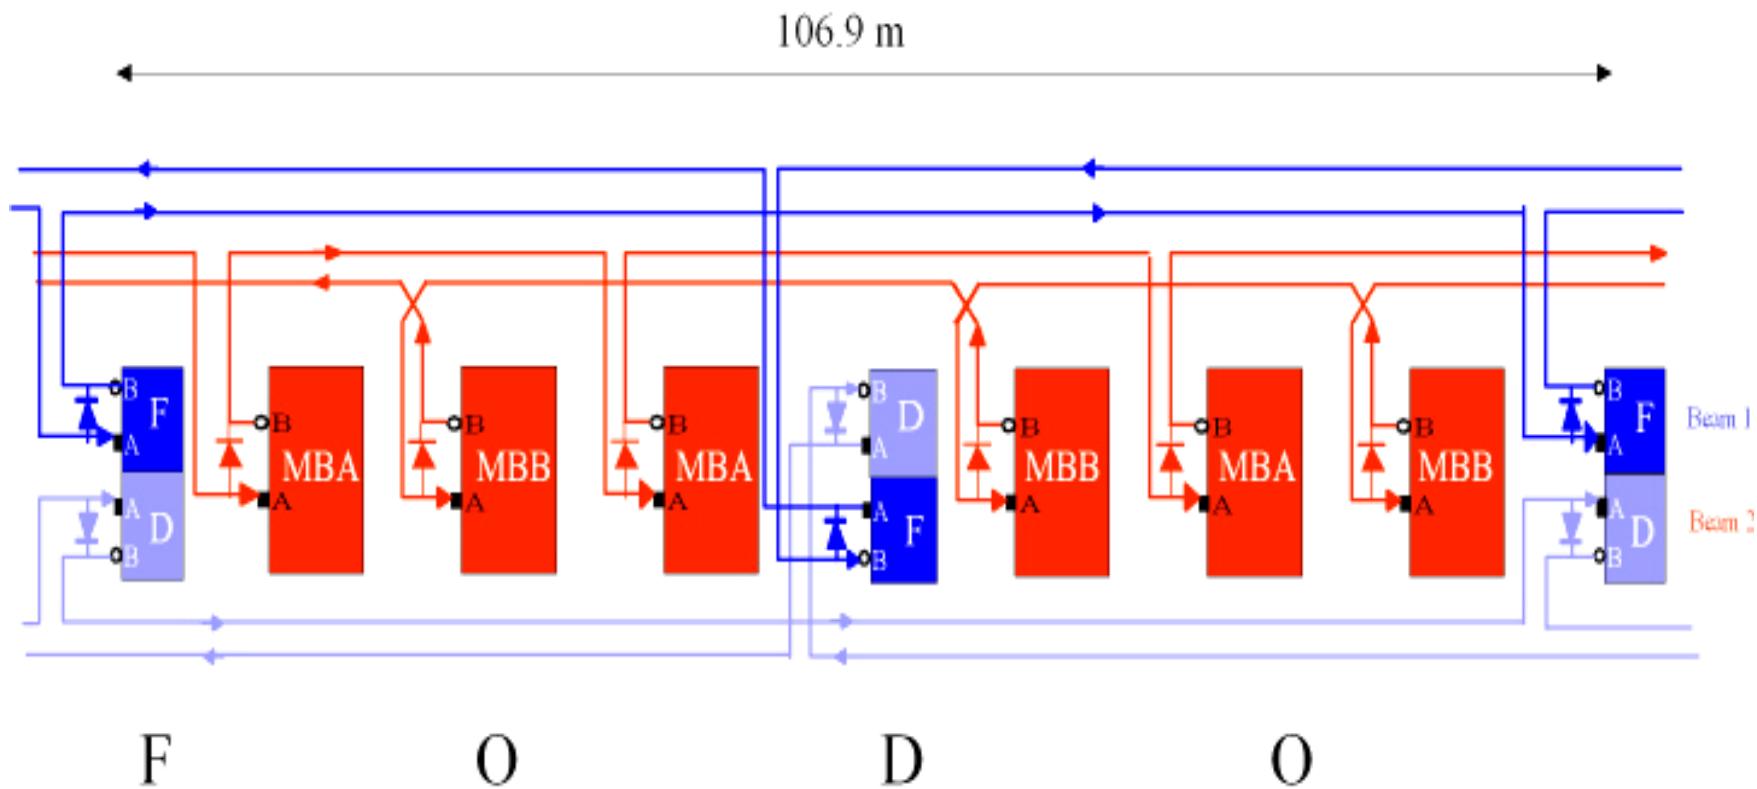 106.9 m
B F A
A D B
B MBA A
B MBB A
B MBA A
B D A
A F B
B MBB A
B MBA A
B MBB A
B F A
A D B
Beam 1
Beam 2
F O D O